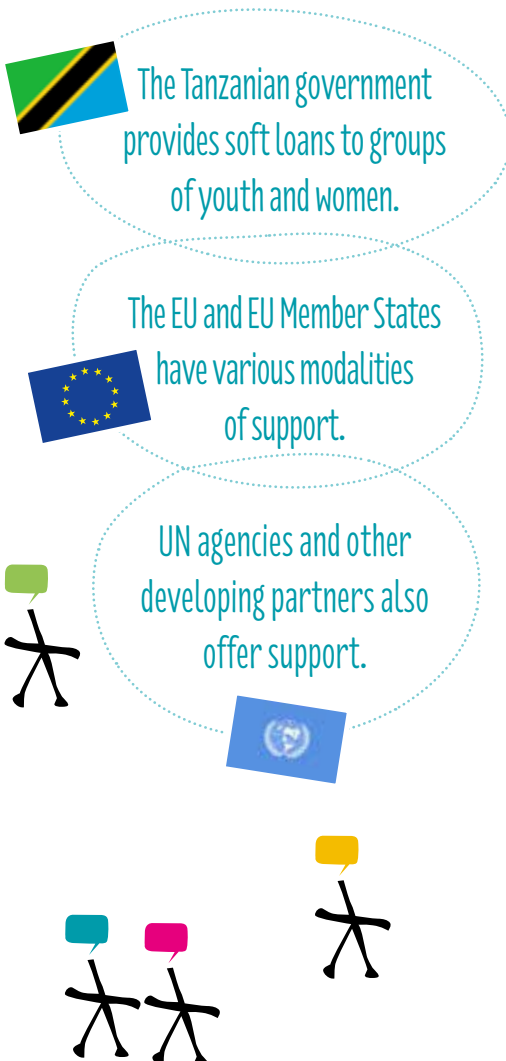 The Tanzanian government
provides soft loans to groups
of youth and women.
The EU and EU Member States
have various modalities
of support.
UN agencies and other
developing partners also
offer support.